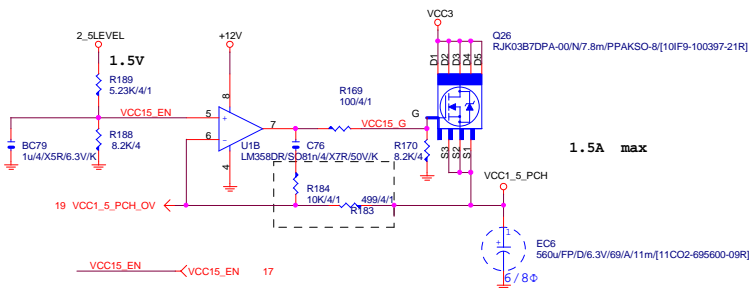 2_5LEVEL
1.5V
R189
5.23K/4/1
VCC15_EN
R188
8.2K/4
BC79
1u/4/X5R/6.3V/K
+12V
8
5
+
6
-
7
4
U1B
LM358DR/SO8
C76
1n/4/X7R/50V/K
R169
100/4/1
VCC15_G
R184
10K/4/1
499/4/1
R183
19 VCC1_5_PCH_OV
VCC3
D1
D2
D3
D4
D5
G
S3
S2
S1
Q26
RJK03B7DPA-00/N/7.8m/PPAKSO-8/[10IF9-100397-21R]
R170
8.2K/4
1.5A max
VCC1_5_PCH
1
+
EC6
560u/FP/D/6.3V/69/A/11m/[11CO2-695600-09R]
6/8Φ
VCC15_EN
VCC15_EN 17